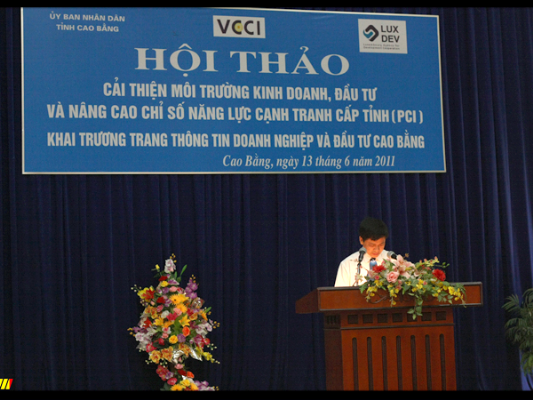 ỦY BAN NHÂN DÂN
TỈNH CAO BẰNG
VCCI
LUX
DEV
HỘI THẢO
CẢI THIỆN MÔI TRƯỜNG KINH DOANH, ĐẦU TƯ
VÀ NÂNG CAO CHỈ SỐ NĂNG LỰC CẠNH TRANH CẤP TỈNH (PCI)
KHAI TRƯƠNG TRANG THÔNG TIN DOANH NGHIỆP VÀ ĐẦU TƯ CAO BẰNG
Cao Bằng, ngày 13 tháng 6 năm 2011